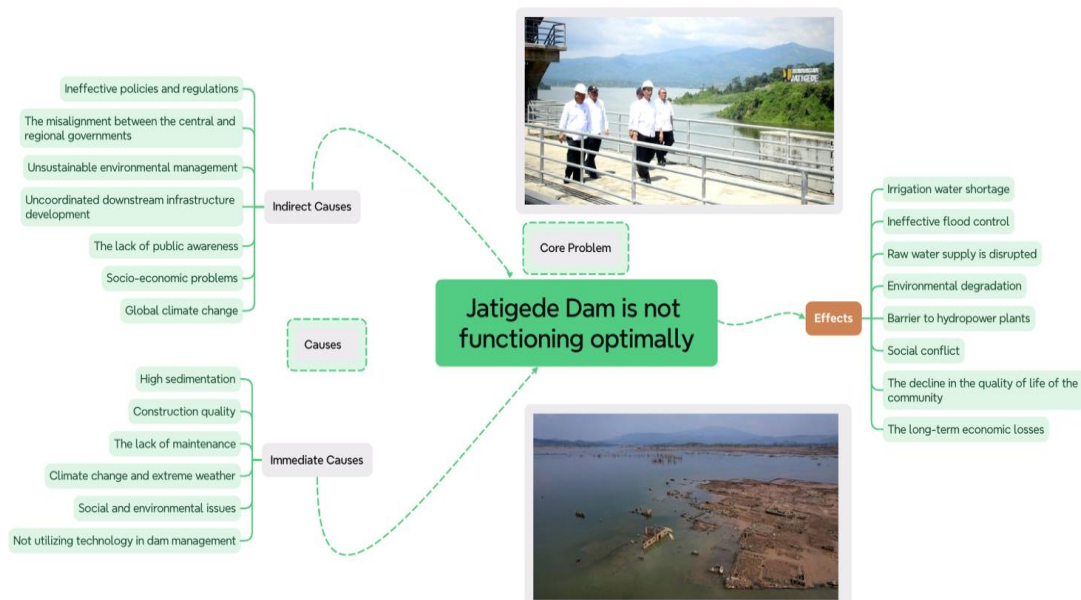 Ineffective policies and regulations
The misalignment between the central and
regional governments
Unsustainable environmental management
Uncoordinated downstream infrastructure
development
The lack of public awareness
Socio-economic problems
Global climate change
Indirect Causes
Causes
High sedimentation
Construction quality
The lack of maintenance
Climate change and extreme weather
Social and environmental issues
Not utilizing technology in dam management
Immediate Causes
JATIGEDE
Core Problem
Jatigede Dam is not
functioning optimally
Effects
Irrigation water shortage
Ineffective flood control
Raw water supply is disrupted
Environmental degradation
Barrier to hydropower plants
Social conflict
The decline in the quality of life of the
community
The long-term economic losses